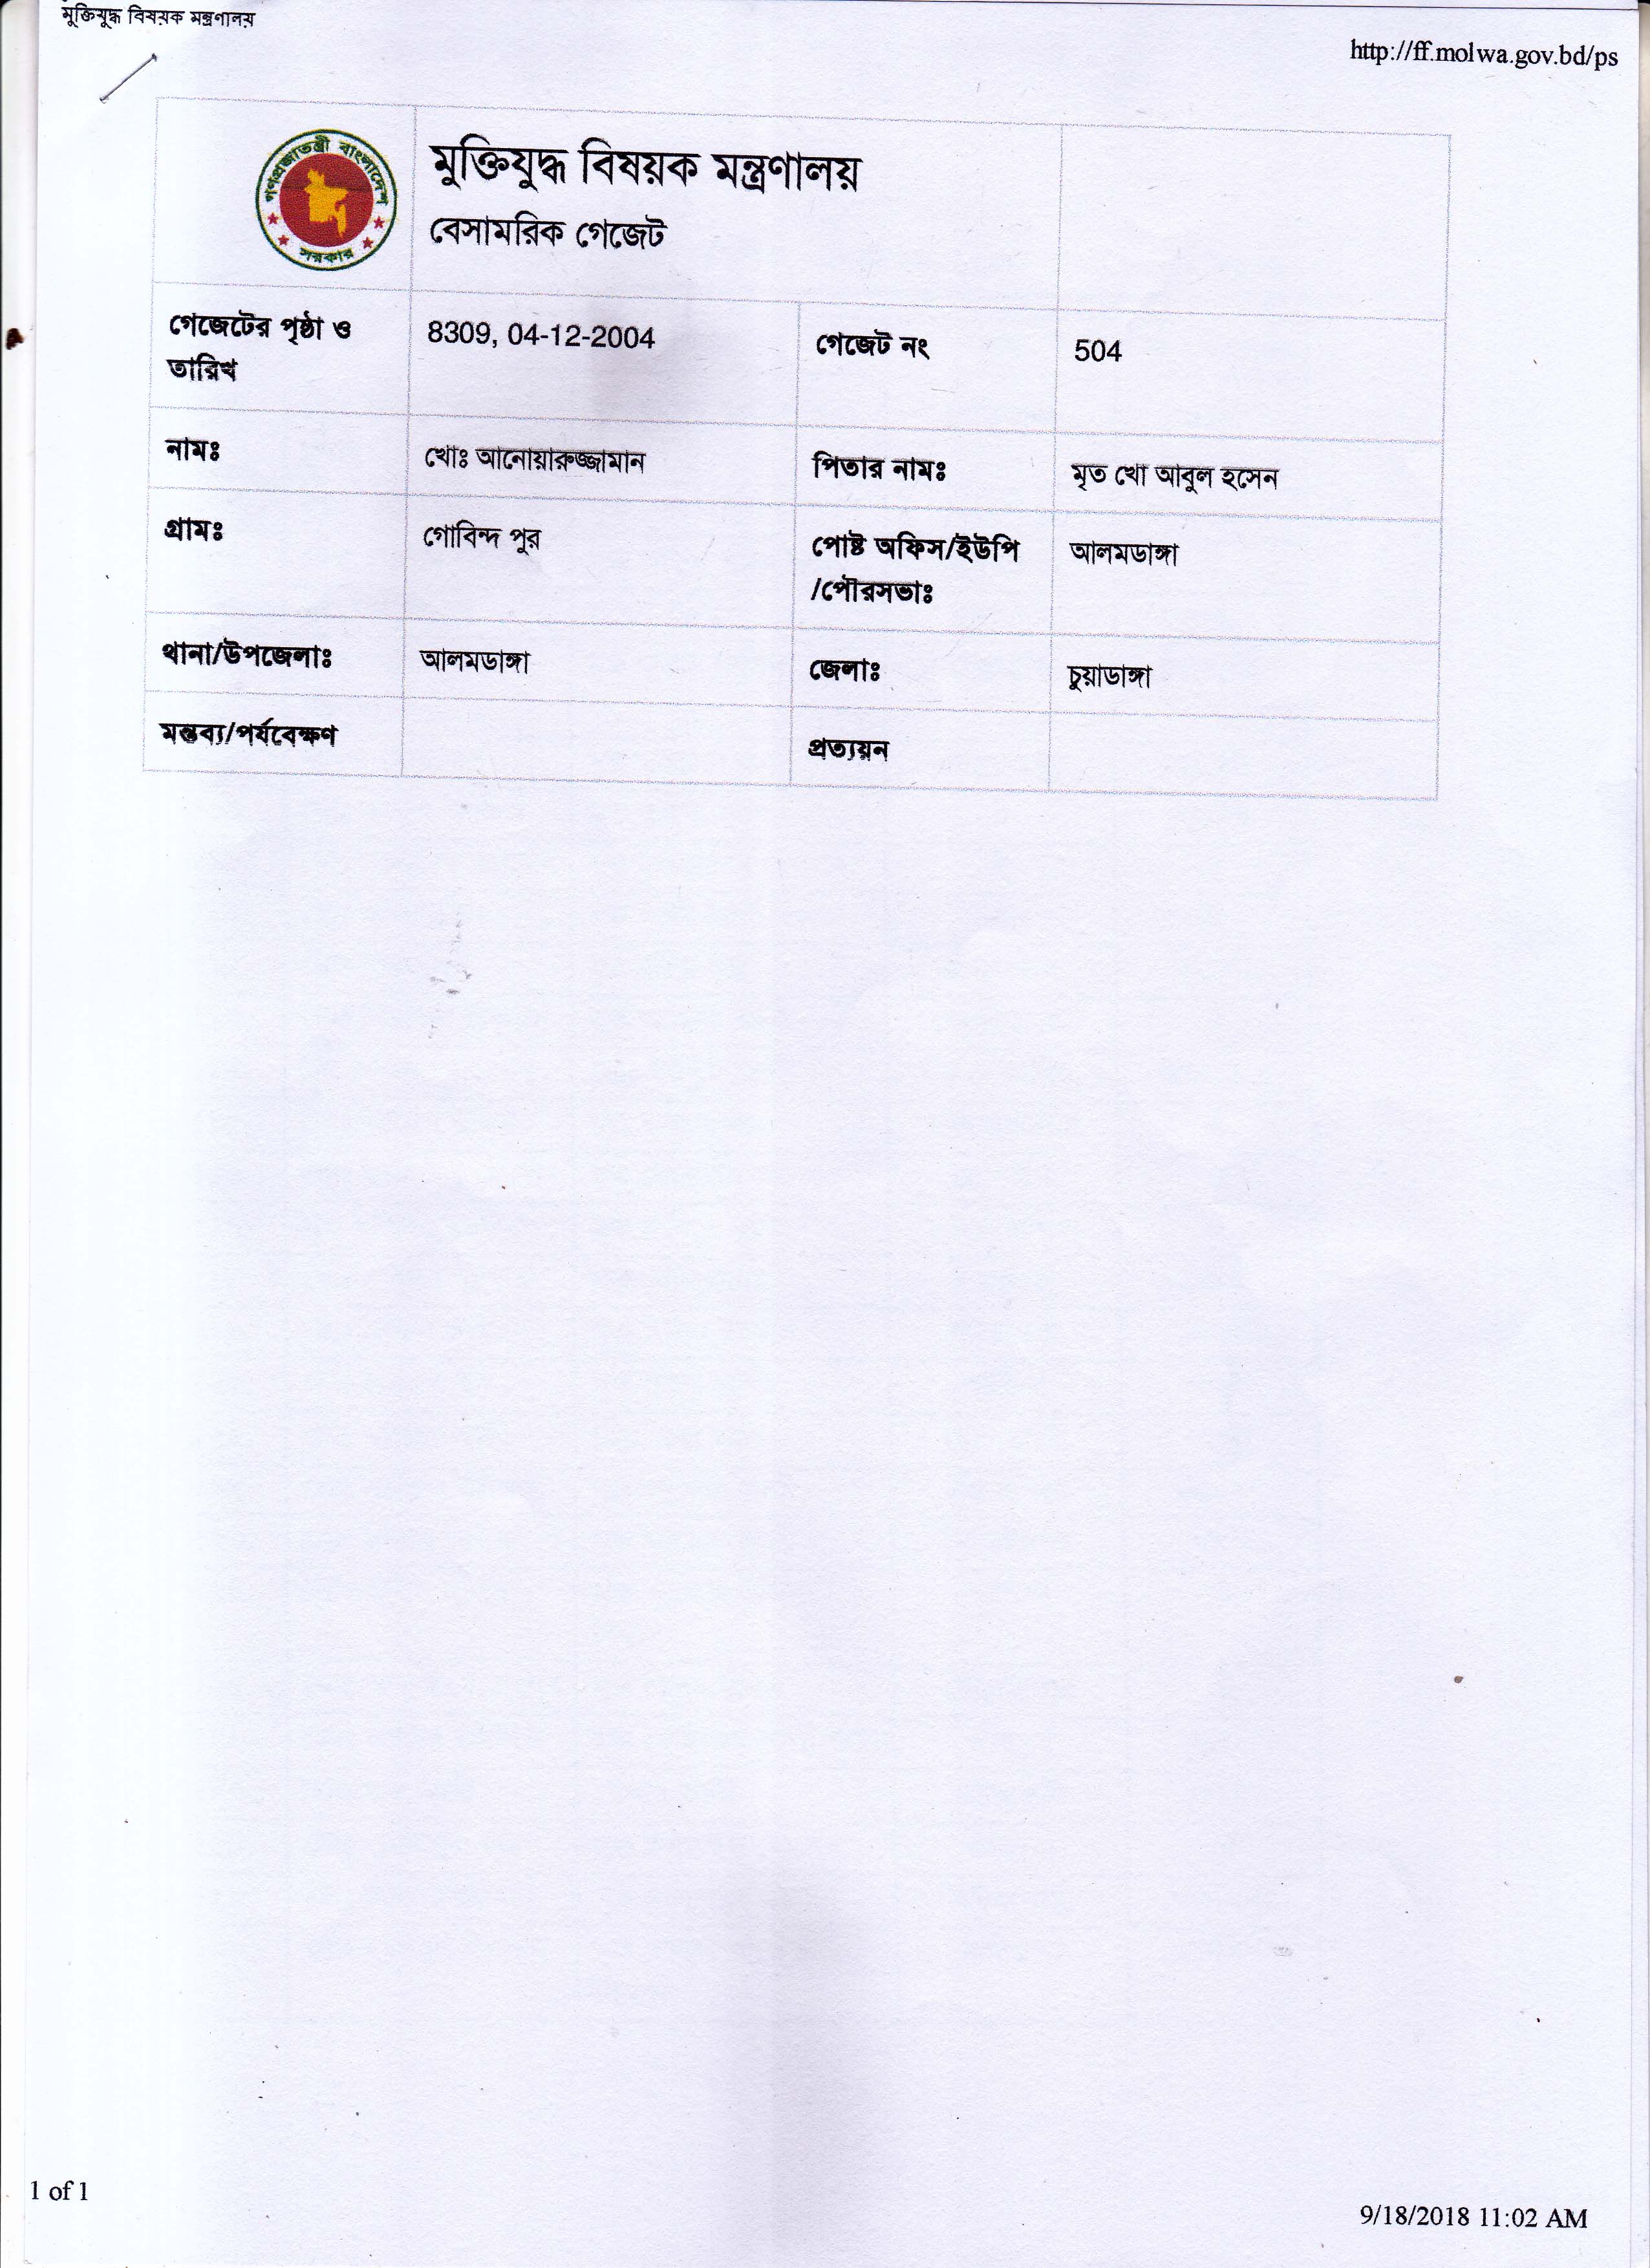 মুক্তিযুদ্ধ বিষয়ক মন্ত্রণালয়
http://ff.molwa.gov.bd/ps
গণপ্রজাতন্ত্রী বাংলাদেশ
সরকার
মুক্তিযুদ্ধ বিষয়ক মন্ত্রণালয়
বেসামরিক গেজেট
গেজেটের পৃষ্ঠা ও
তারিখ
8309, 04-12-2004
গেজেট নং
504
নামঃ
খোঃ আনোয়ারুজ্জামান
পিতার নামঃ
মৃত খো আবুল হসেন
গ্রামঃ
গোবিন্দ পুর
পোষ্ট অফিস/ইউপি
/পৌরসভাঃ
আলমডাঙ্গা
থানা/উপজেলাঃ
আলমডাঙ্গা
জেলাঃ
চুয়াডাঙ্গা
মন্তব্য/পর্যবেক্ষণ
প্রত্যয়ন
1 of 1
9/18/2018 11:02 AM